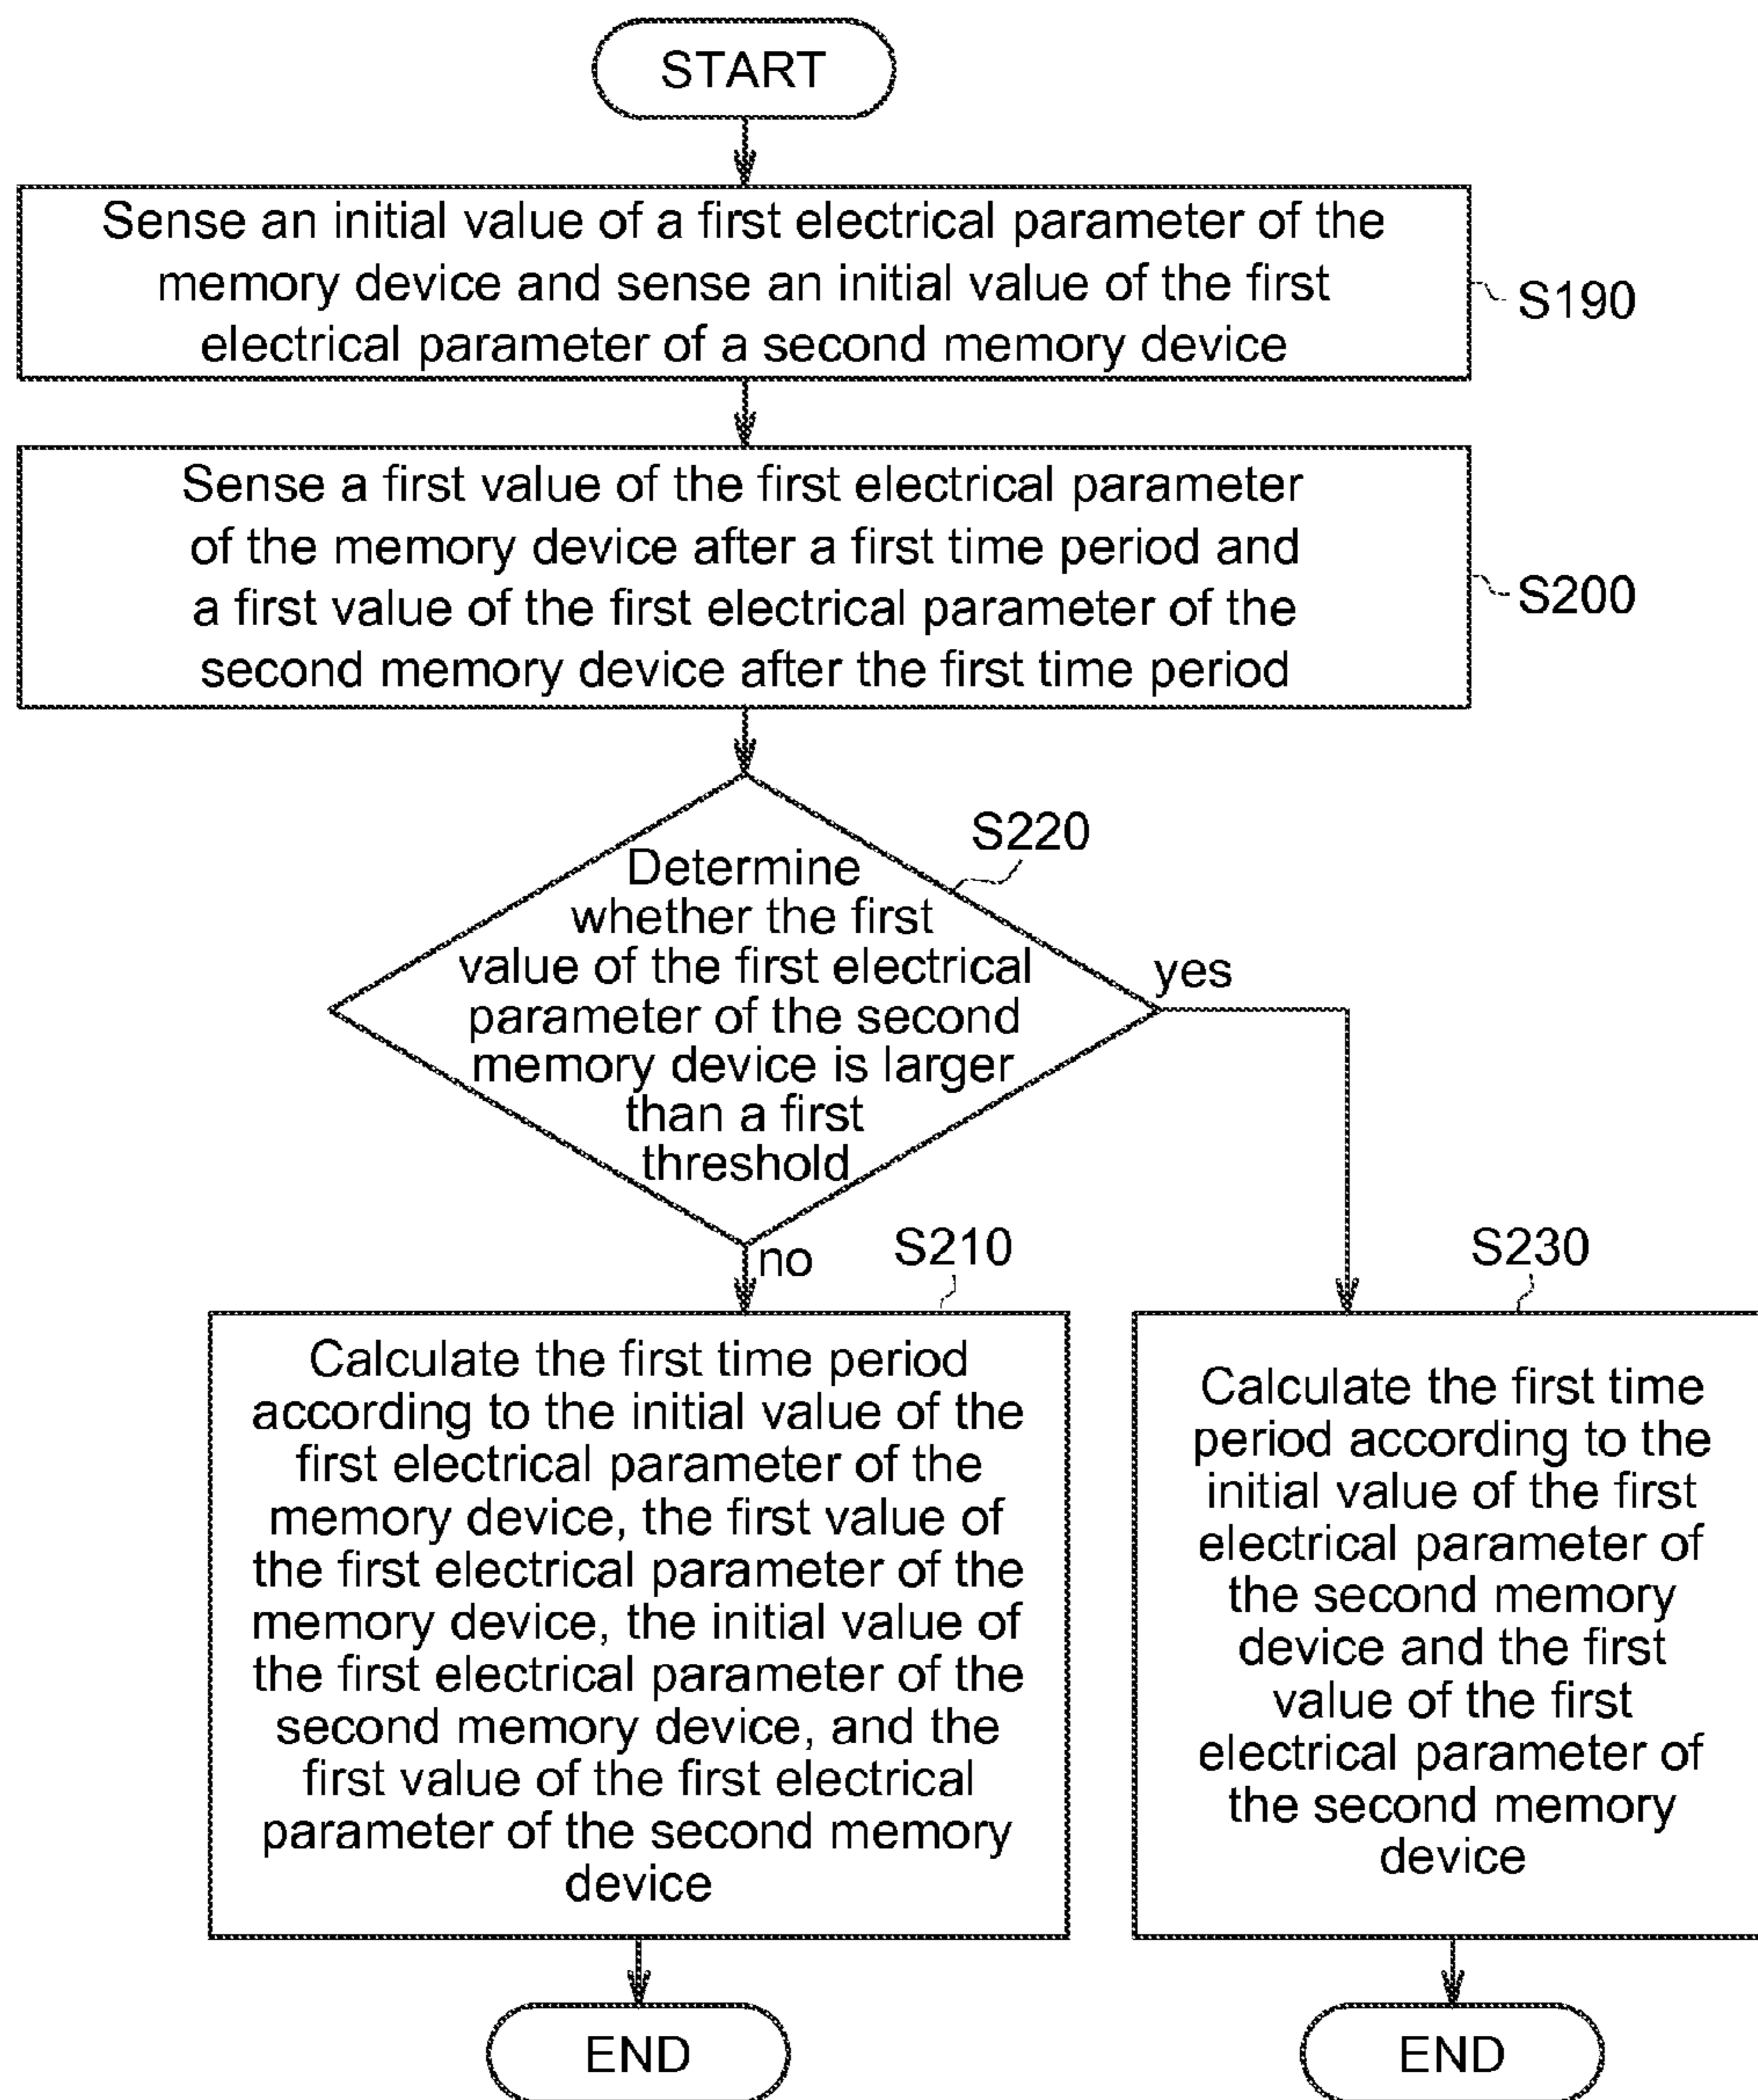 START
Sense an initial value of a first electrical parameter of the
memory device and sense an initial value of the first
electrical parameter of a second memory device
S190
Sense a first value of the first electrical parameter
of the memory device after a first time period and
a first value of the first electrical parameter of the
second memory device after the first time period
S200
S220
Determine
whether the first
value of the first electrical
parameter of the second
memory device is larger
than a first
threshold
yes
no
S210
Calculate the first time period
according to the initial value of the
first electrical parameter of the
memory device, the first value of
the first electrical parameter of the
memory device, the initial value of
the first electrical parameter of the
second memory device, and the
first value of the first electrical
parameter of the second memory
device
END
S230
Calculate the first time
period according to the
initial value of the first
electrical parameter of
the second memory
device and the first
value of the first
electrical parameter of
the second memory
device
END